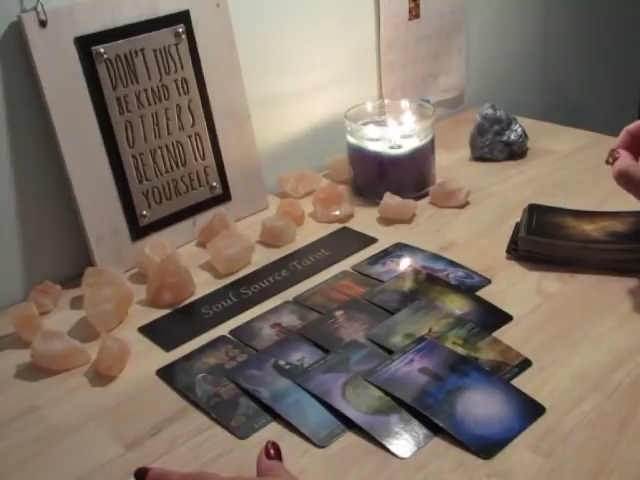 DON'T JUST
BE KIND TO
OTHERS
BE KIND TO
YOURSELF
Soul Source Tarot